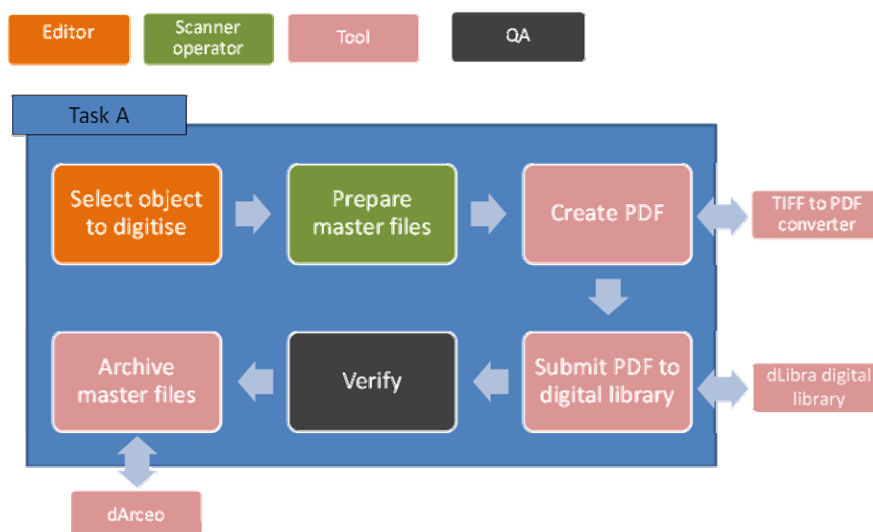 Editor
Scanner
operator
Tool
QA
Task A
Select object
to digitise
Prepare
master files
Create PDF
TIFF to PDF
converter
Archive
master files
Verify
Submit PDF to
digital library
dLibra digital
library
dArceo